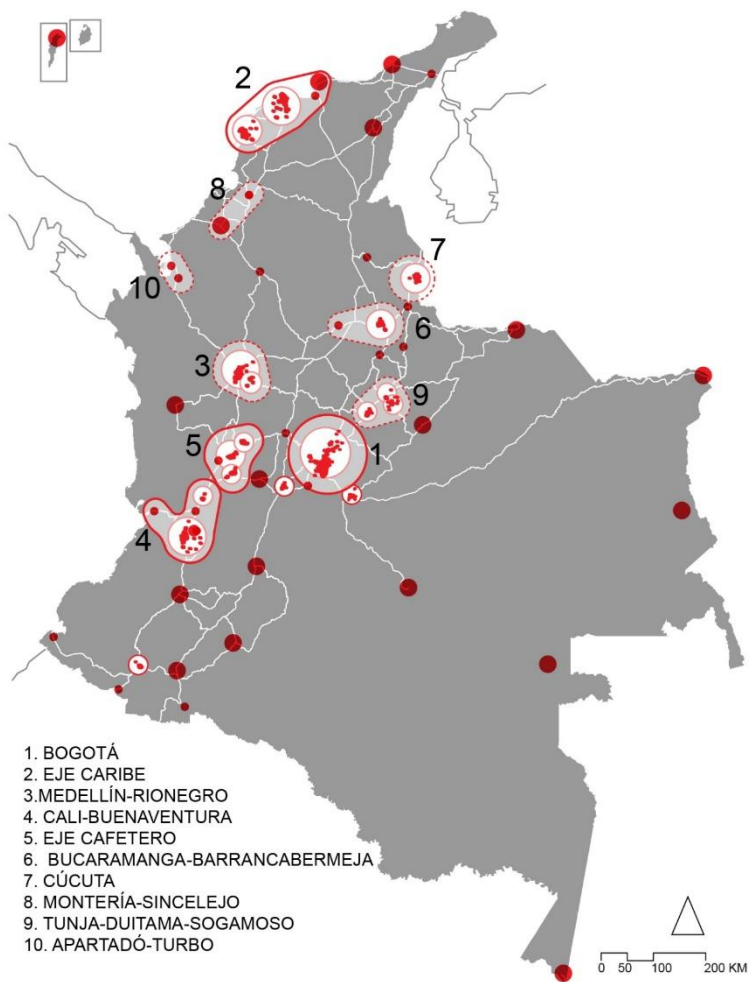 2
8
7
10
6
3
9
5
1
4
1. BOGOTÁ
2. EJE CARIBE
3.MEDELLÍN-RIONEGRO
4. CALI-BUENAVENTURA
5. EJE CAFETERO
6. BUCARAMANGA-BARRANCABERMEJA
7. CÚCUTA
8. MONTERÍA-SINCELEJO
9. TUNJA-DUITAMA-SOGAMOSO
10. APARTADÓ-TURBO
0 50 100 200 KM